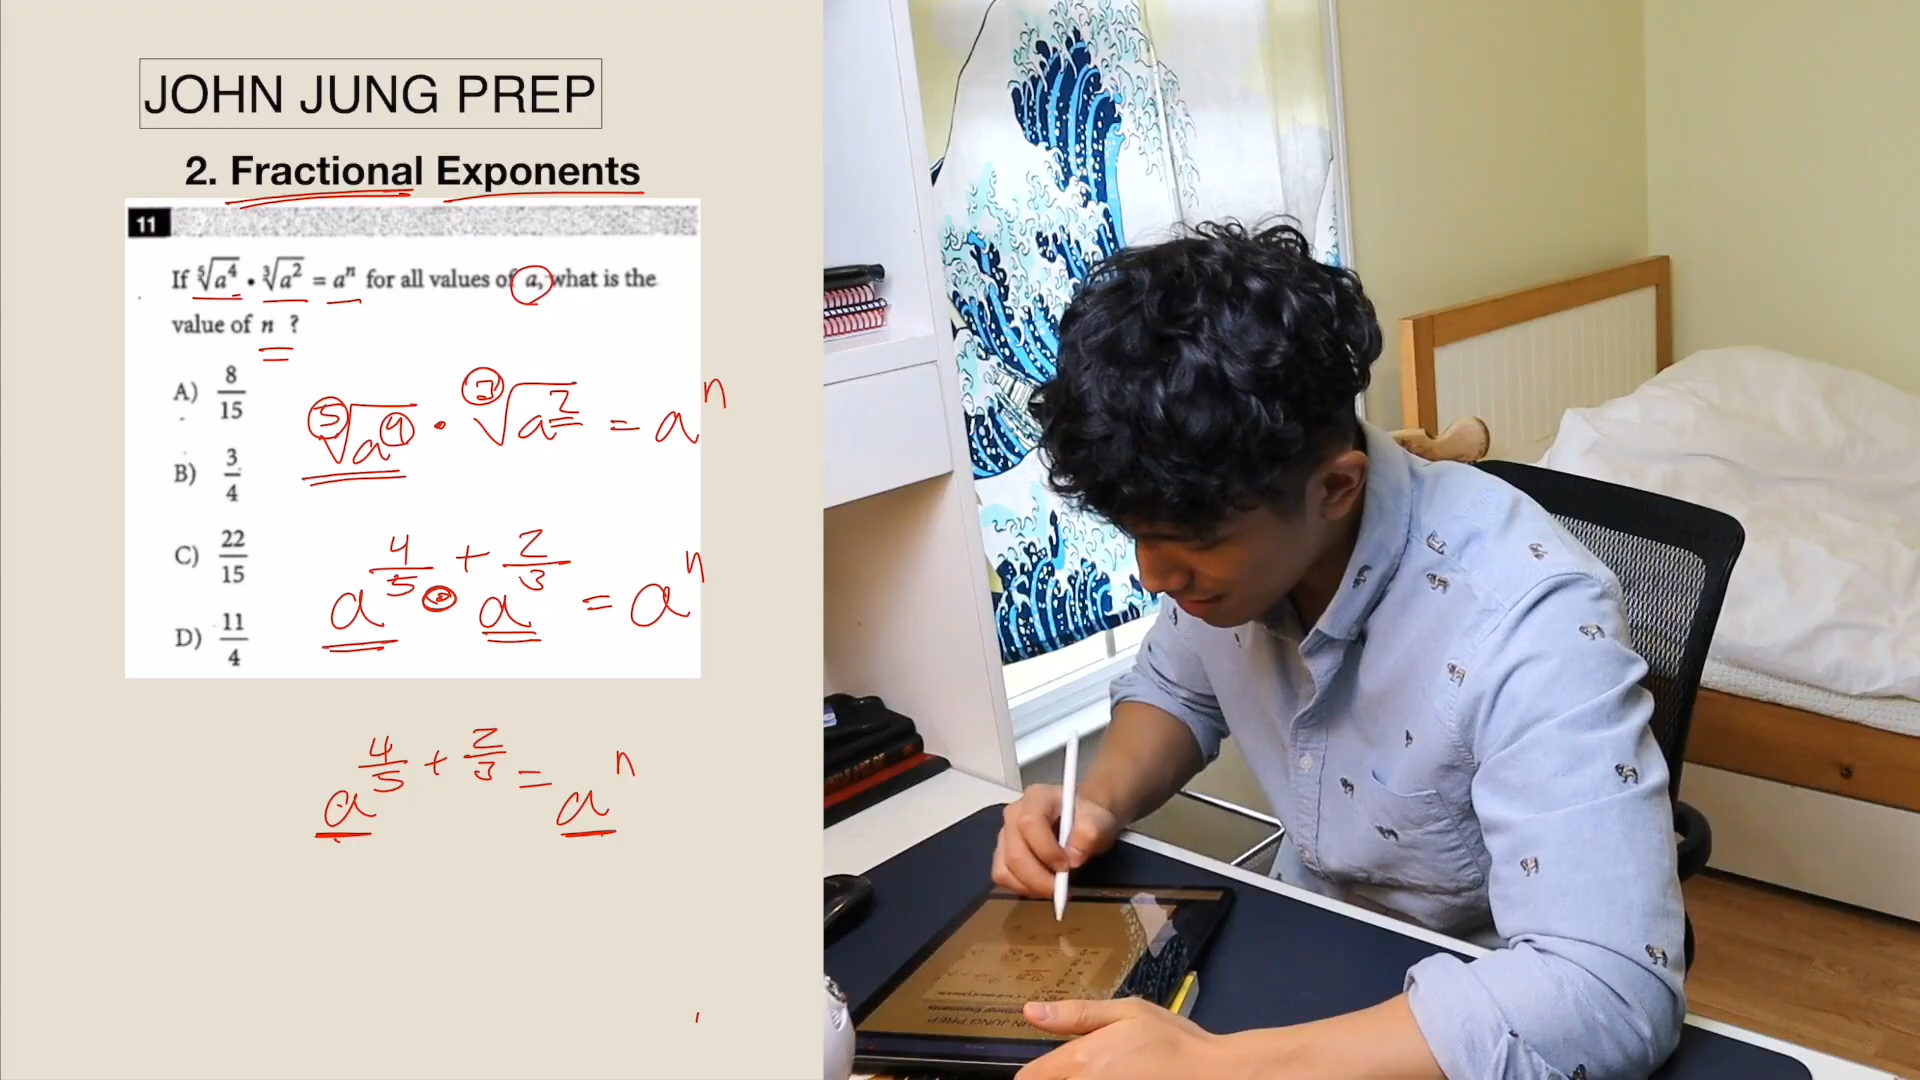 JOHN JUNG PREP
2. Fractional Exponents
11
If ⁵√a⁴ • ³√a² = aⁿ for all values of a, what is the
value of n ?
A) 8/15
B) 3/4
C) 22/15
D) 11/4
⁵√a⁴ • ³√a² = aⁿ
a^(4/5) • + a^(2/3) = aⁿ
a^(4/5 + 2/3) = aⁿ